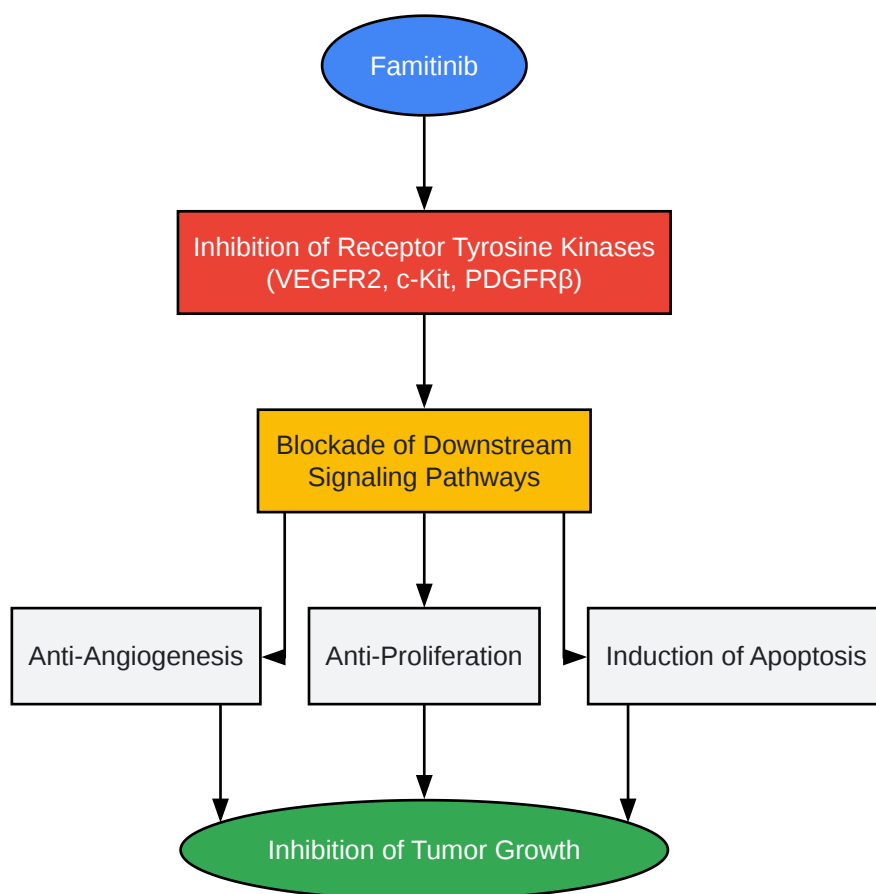 Famitinib
Inhibition of Receptor Tyrosine Kinases
(VEGFR2, c-Kit, PDGFRβ)
Blockade of Downstream
Signaling Pathways
Anti-Angiogenesis
Anti-Proliferation
Induction of Apoptosis
Inhibition of Tumor Growth